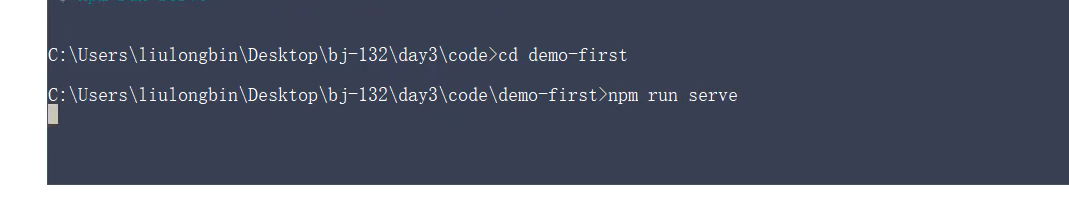 C:\Users\liulongbin\Desktop\bj-132\day3\code>cd demo-first
C:\Users\liulongbin\Desktop\bj-132\day3\code\demo-first>npm run serve